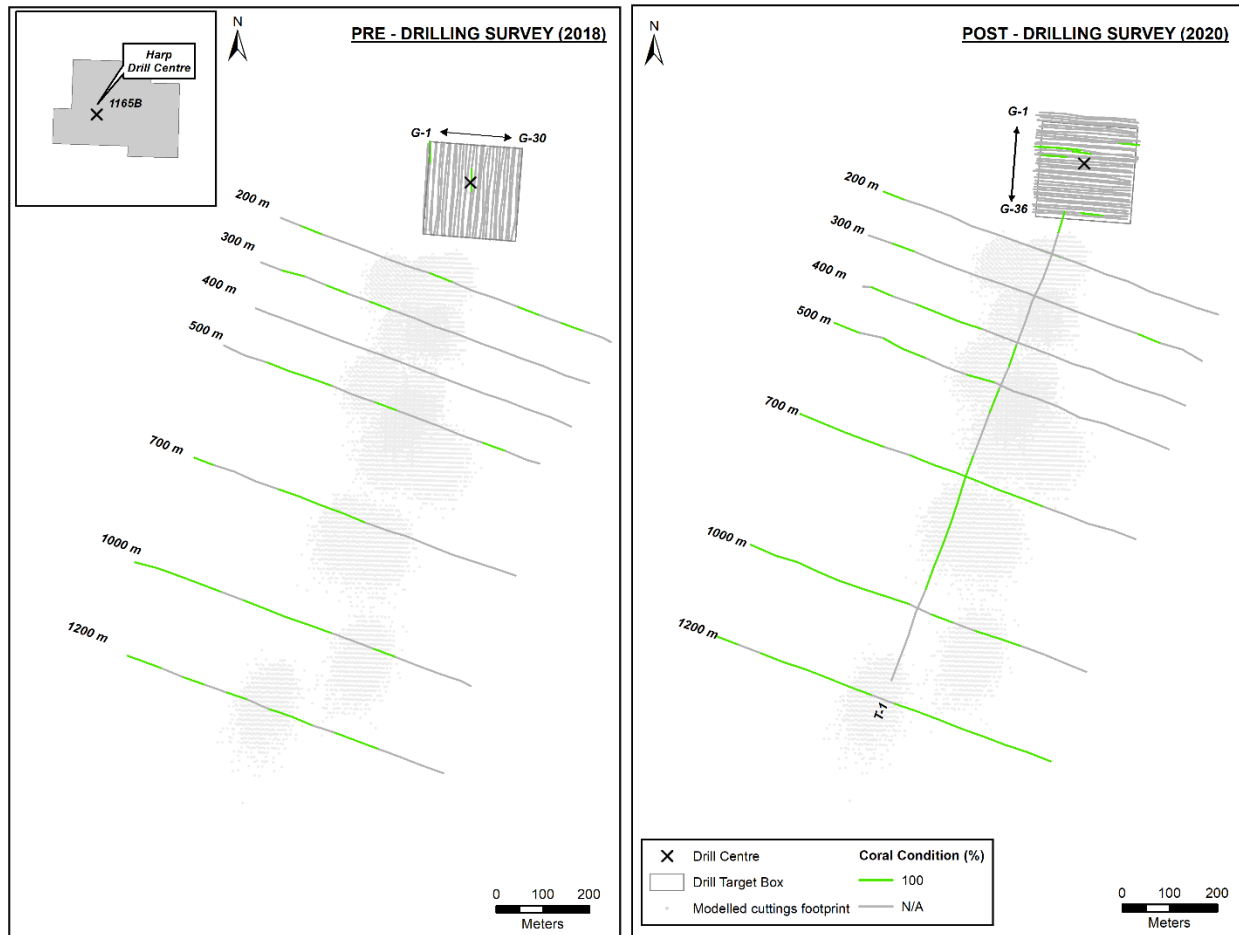 PRE - DRILLING SURVEY (2018)
N
Harp
Drill Centre
1165B
G-1
G-30
200 m
300 m
400 m
500 m
700 m
1000 m
1200 m
0 100 200
Meters
POST - DRILLING SURVEY (2020)
N
G-1
G-36
200 m
300 m
400 m
500 m
700 m
1000 m
1200 m
T-1
Drill Centre
Drill Target Box
Modelled cuttings footprint
Coral Condition (%)
100
N/A
0 100 200
Meters